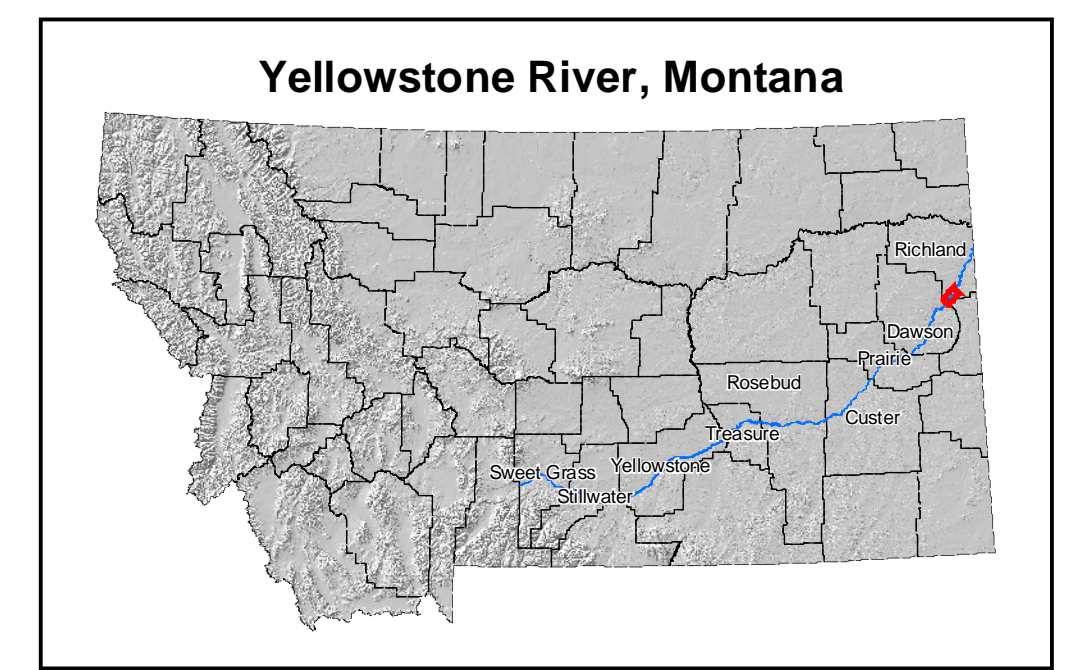 Yellowstone River, Montana
Richland
Dawson
Prairie
Rosebud
Custer
Treasure
Yellowstone
Sweet Grass
Stillwater